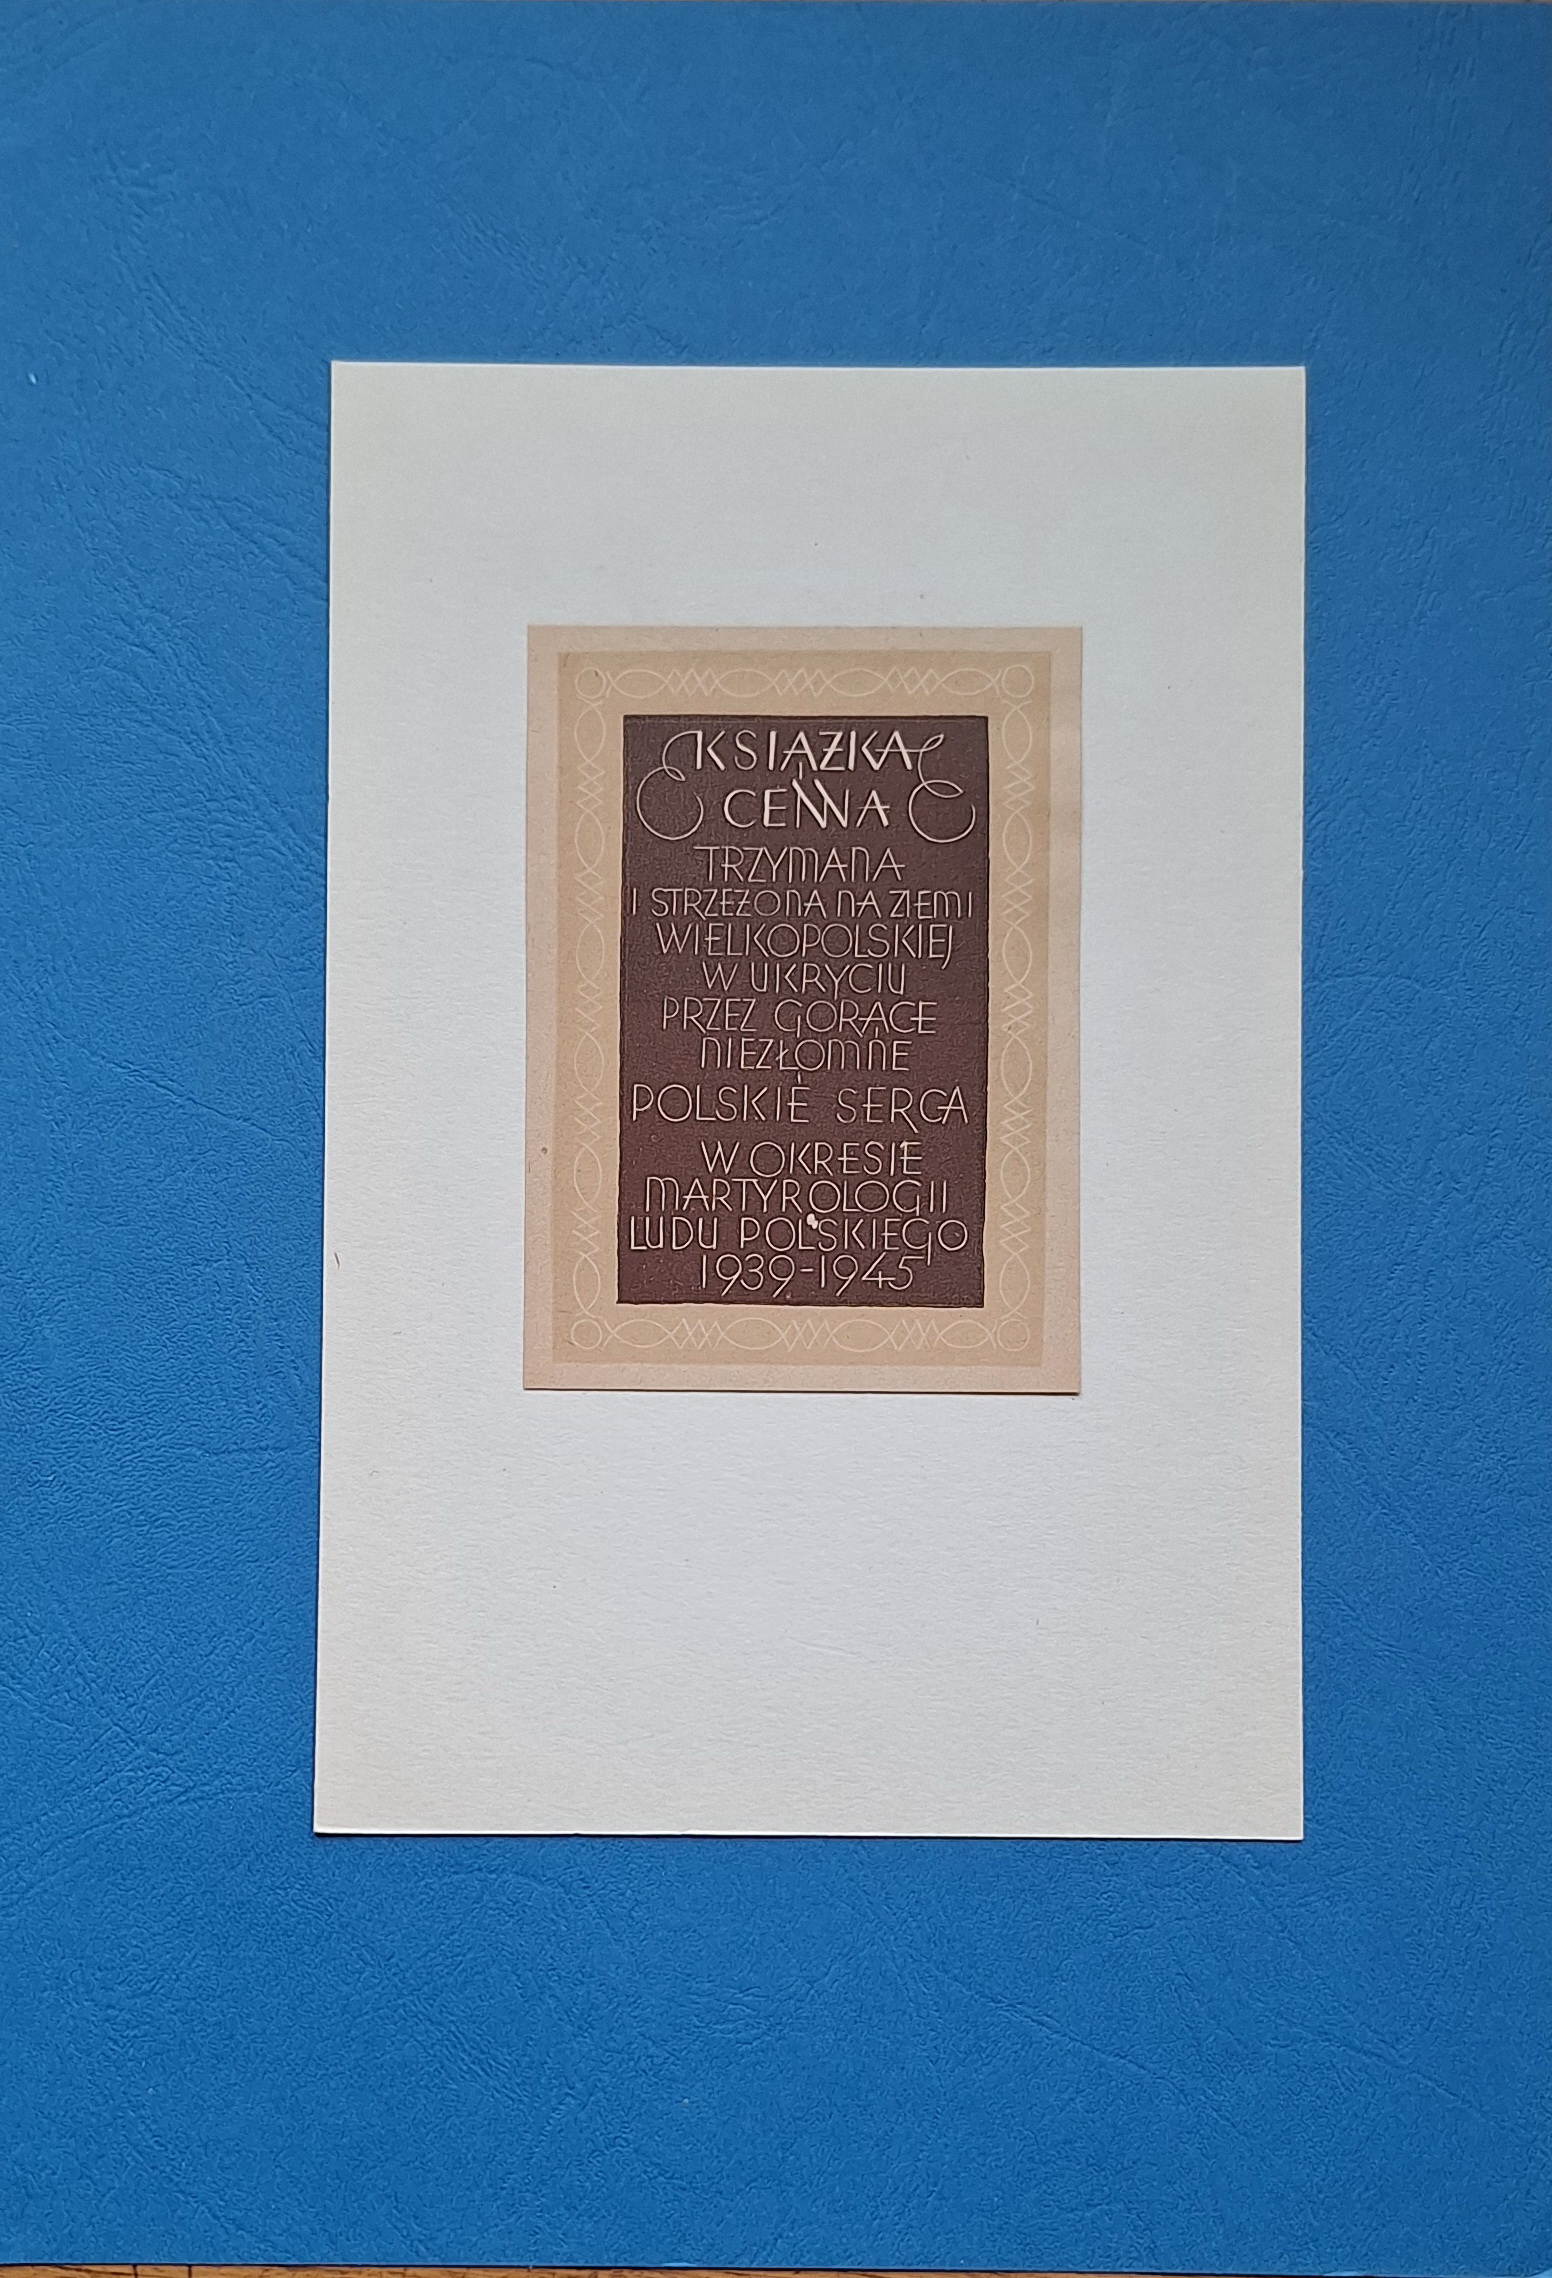 KSIĄŻKA
CENNA
TRZYMANA
I STRZEŻONA NA ZIEMI
WIELKOPOLSKIEJ
W UKRYCIU
PRZEZ GORĄCE
NIEZŁOMNE
POLSKIE SERCA
W OKRESIE
MARTYROLOGII
LUDU POLSKIEGO
1939-1945